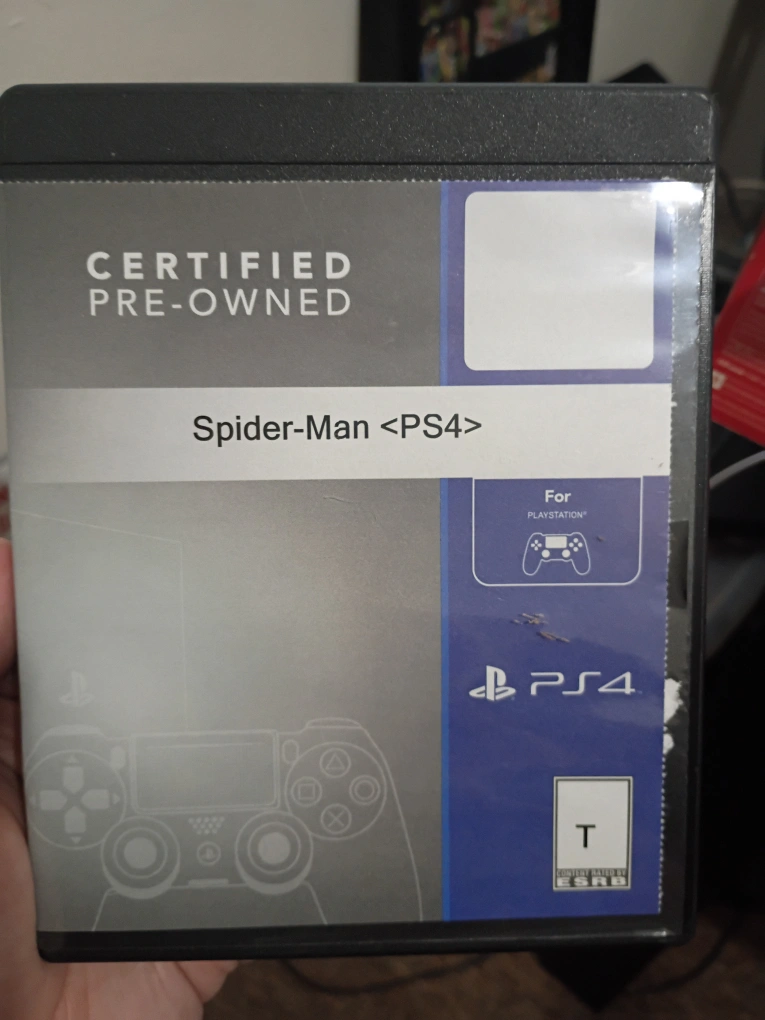 CERTIFIED
PRE-OWNED
Spider-Man <PS4>
For
PLAYSTATION®
PS4
T
CONTENT RATED BY
ESRB